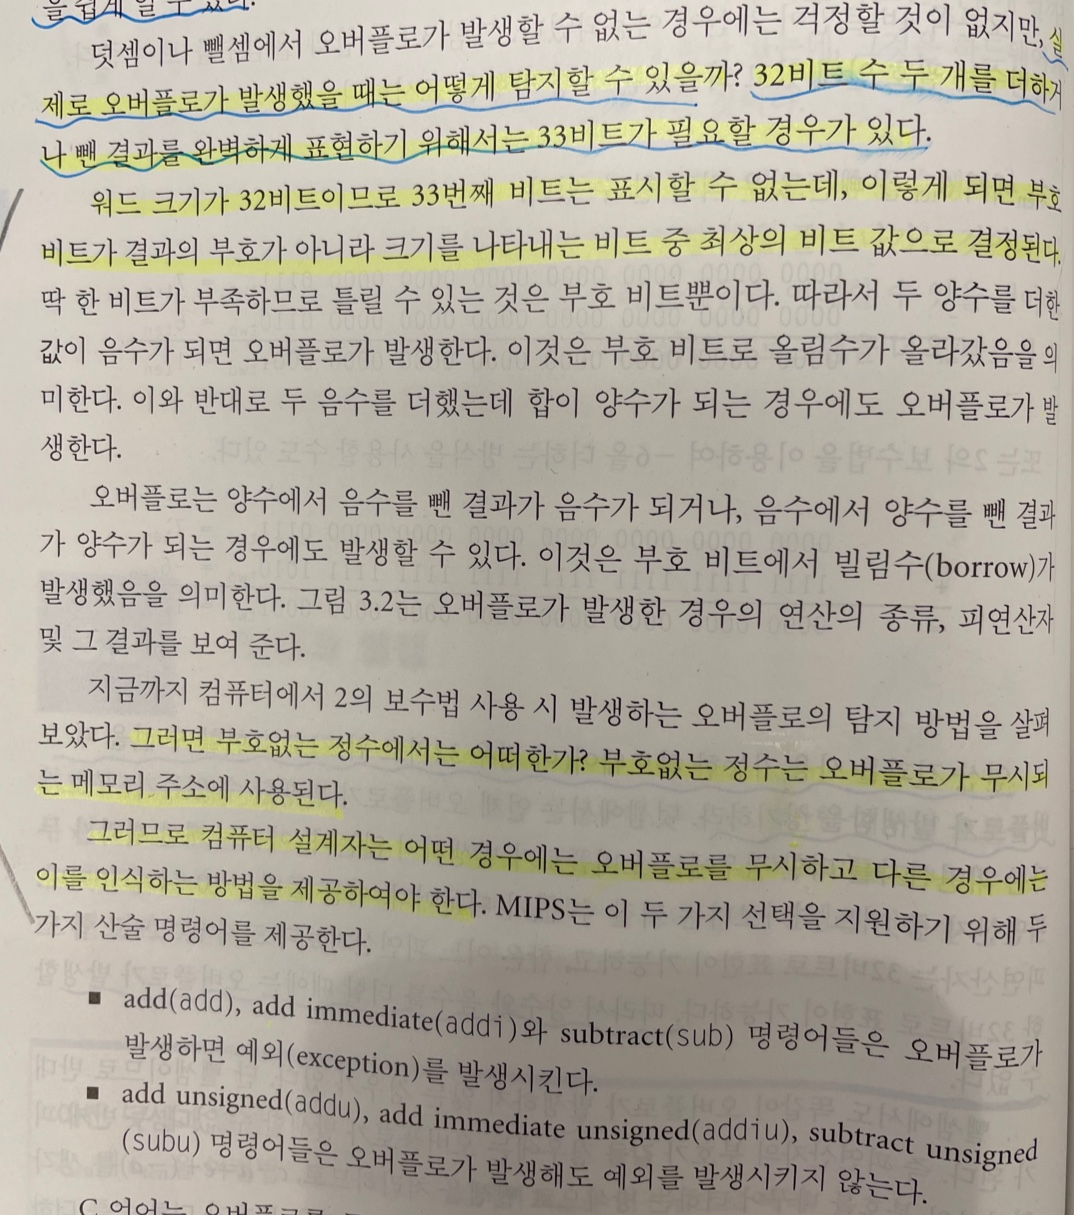 을 쉽게 할 수 있다.
덧셈이나 뺄셈에서 오버플로가 발생할 수 없는 경우에는 걱정할 것이 없지만, 실
제로 오버플로가 발생했을 때는 어떻게 탐지할 수 있을까? 32비트 수 두 개를 더하거
나 뺀 결과를 완벽하게 표현하기 위해서는 33비트가 필요할 경우가 있다.
워드 크기가 32비트이므로 33번째 비트는 표시할 수 없는데, 이렇게 되면 부호
비트가 결과의 부호가 아니라 크기를 나타내는 비트 중 최상의 비트 값으로 결정된다.
딱 한 비트가 부족하므로 틀릴 수 있는 것은 부호 비트뿐이다. 따라서 두 양수를 더한
값이 음수가 되면 오버플로가 발생한다. 이것은 부호 비트로 올림수가 올라갔음을 의
미한다. 이와 반대로 두 음수를 더했는데 합이 양수가 되는 경우에도 오버플로가 발
생한다.
오버플로는 양수에서 음수를 뺀 결과가 음수가 되거나, 음수에서 양수를 뺀 결과
가 양수가 되는 경우에도 발생할 수 있다. 이것은 부호 비트에서 빌림수(borrow)가
발생했음을 의미한다. 그림 3.2는 오버플로가 발생한 경우의 연산의 종류, 피연산자
및 그 결과를 보여 준다.
지금까지 컴퓨터에서 2의 보수법 사용 시 발생하는 오버플로의 탐지 방법을 살펴
보았다. 그러면 부호없는 정수에서는 어떠한가? 부호없는 정수는 오버플로가 무시되
는 메모리 주소에 사용된다.
그러므로 컴퓨터 설계자는 어떤 경우에는 오버플로를 무시하고 다른 경우에는
이를 인식하는 방법을 제공하여야 한다. MIPS는 이 두 가지 선택을 지원하기 위해 두
가지 산술 명령어를 제공한다.
■ add(add), add immediate(addi)와 subtract(sub) 명령어들은 오버플로가
발생하면 예외(exception)를 발생시킨다.
■ add unsigned(addu), add immediate unsigned(addiu), subtract unsigned
(subu) 명령어들은 오버플로가 발생해도 예외를 발생시키지 않는다.
C 언어는 오버플로를